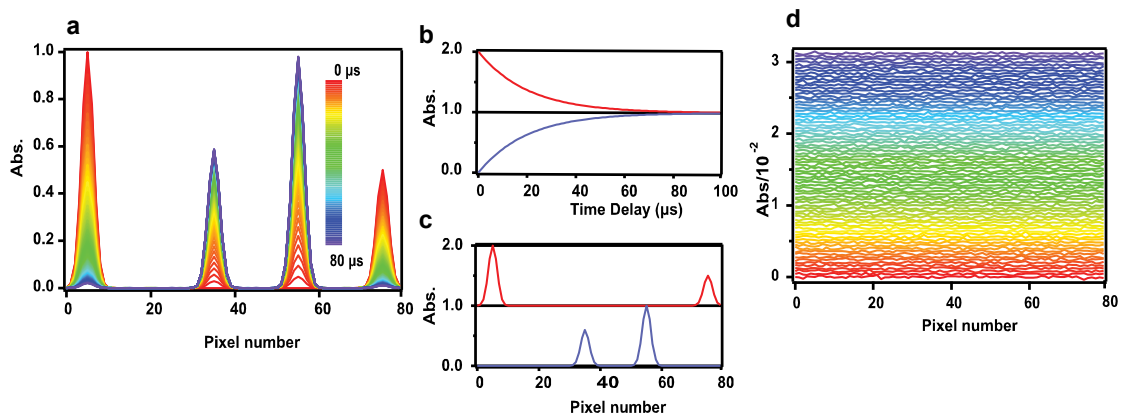 a
1.0
0.8
0.6
0.4
0.2
0.0
Abs.
0 µs
80 µs
0 20 40 60 80
Pixel number
b
2.0
1.0
0.0
Abs.
0 20 40 60 80 100
Time Delay (µs)
c
2.0
1.0
0.0
Abs.
0 20 40 60 80
Pixel number
d
3
2
1
0
Abs/10⁻²
0 20 40 60 80
Pixel number